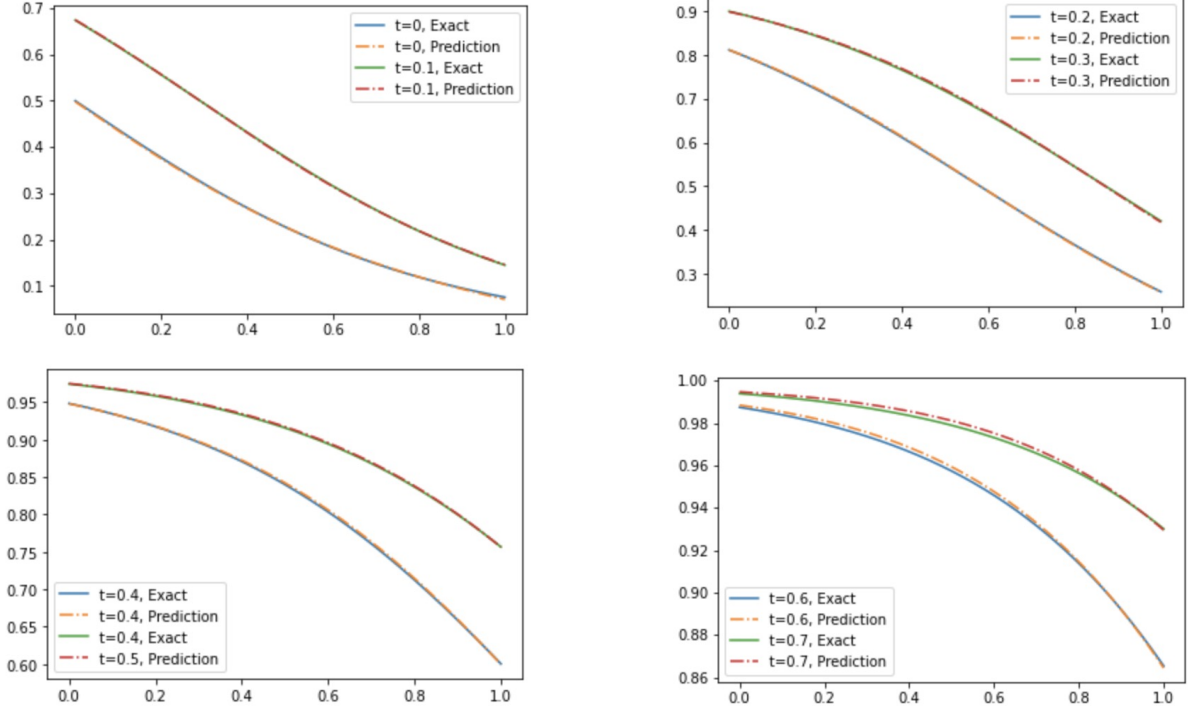 0.7
0.6
0.5
0.4
0.3
0.2
0.1
0.0 0.2 0.4 0.6 0.8 1.0
t=0, Exact
t=0, Prediction
t=0.1, Exact
t=0.1, Prediction
0.9
0.8
0.7
0.6
0.5
0.4
0.3
0.0 0.2 0.4 0.6 0.8 1.0
t=0.2, Exact
t=0.2, Prediction
t=0.3, Exact
t=0.3, Prediction
0.95
0.90
0.85
0.80
0.75
0.70
0.65
0.60
0.0 0.2 0.4 0.6 0.8 1.0
t=0.4, Exact
t=0.4, Prediction
t=0.4, Exact
t=0.5, Prediction
1.00
0.98
0.96
0.94
0.92
0.90
0.88
0.86
0.0 0.2 0.4 0.6 0.8 1.0
t=0.6, Exact
t=0.6, Prediction
t=0.7, Exact
t=0.7, Prediction